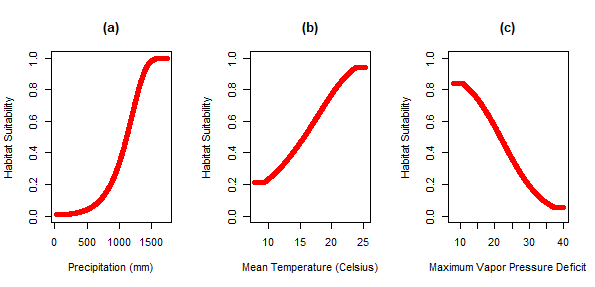 (a)
Habitat Suitability
0.0 0.2 0.4 0.6 0.8 1.0
0 500 1000 1500
Precipitation (mm)
(b)
Habitat Suitability
0.0 0.2 0.4 0.6 0.8 1.0
10 15 20 25
Mean Temperature (Celsius)
(c)
Habitat Suitability
0.0 0.2 0.4 0.6 0.8 1.0
10 20 30 40
Maximum Vapor Pressure Deficit